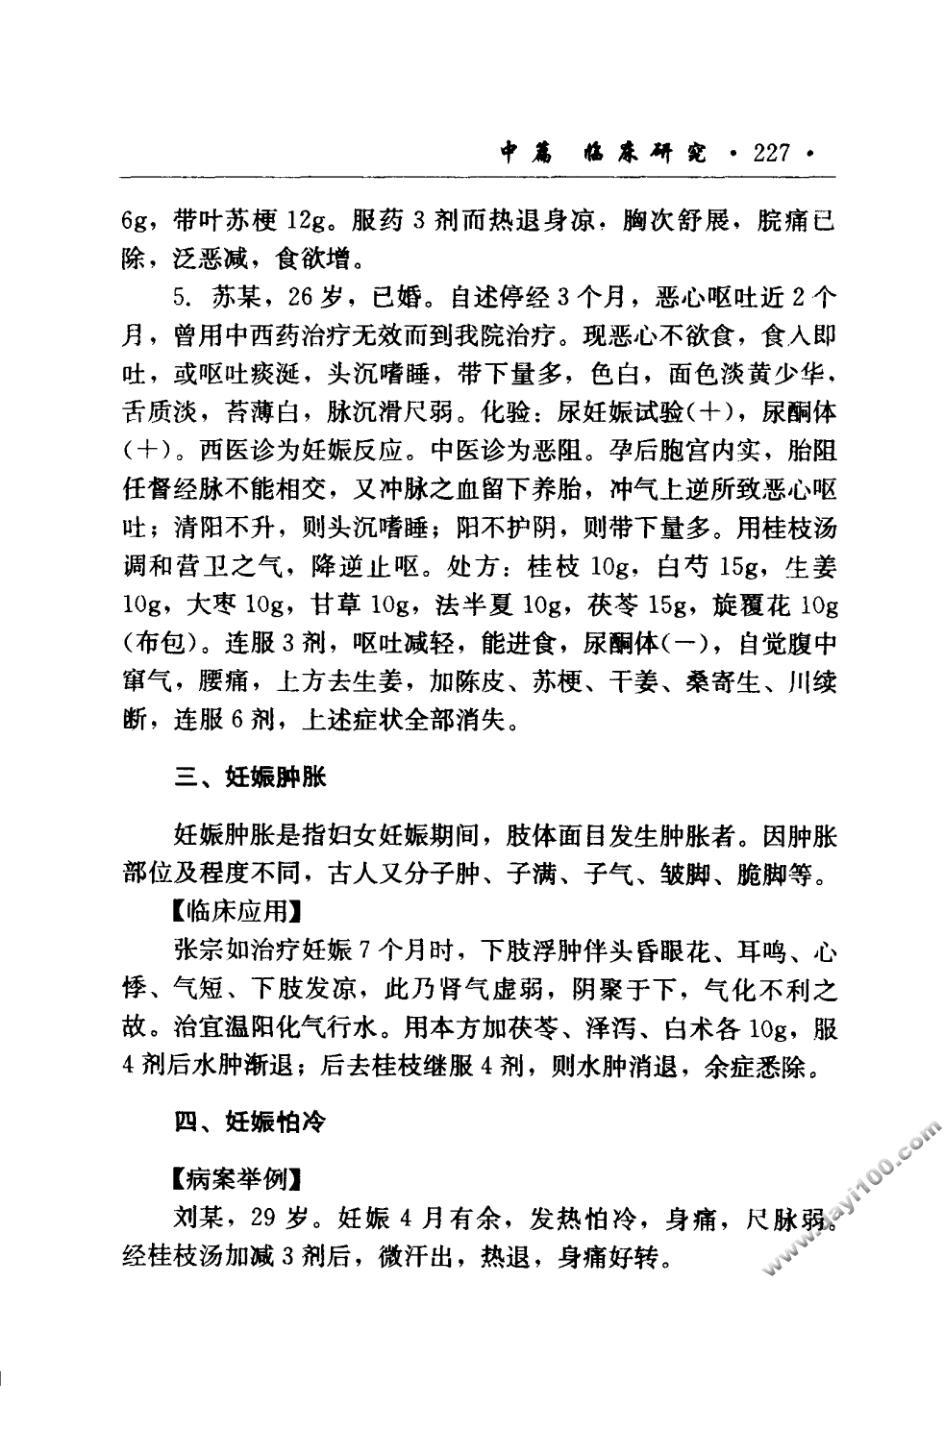 中篇 临床研究 · 227 ·
6g，带叶苏梗 12g。服药 3 剂而热退身凉，胸次舒展，脘痛已
除，泛恶减，食欲增。
5. 苏某，26 岁，已婚。自述停经 3 个月，恶心呕吐近 2 个
月，曾用中西药治疗无效而到我院治疗。现恶心不欲食，食入即
吐，或呕吐痰涎，头沉嗜睡，带下量多，色白，面色淡黄少华，
舌质淡，苔薄白，脉沉滑尺弱。化验：尿妊娠试验(＋)，尿酮体
(＋)。西医诊为妊娠反应。中医诊为恶阻。孕后胞宫内实，胎阻
任督经脉不能相交，又冲脉之血留下养胎，冲气上逆所致恶心呕
吐；清阳不升，则头沉嗜睡；阳不护阴，则带下量多。用桂枝汤
调和营卫之气，降逆止呕。处方：桂枝 10g，白芍 15g，生姜
10g，大枣 10g，甘草 10g，法半夏 10g，茯苓 15g，旋覆花 10g
(布包)。连服 3 剂，呕吐减轻，能进食，尿酮体(－)，自觉腹中
窜气，腰痛，上方去生姜，加陈皮、苏梗、干姜、桑寄生、川续
断，连服 6 剂，上述症状全部消失。
三、妊娠肿胀
妊娠肿胀是指妇女妊娠期间，肢体面目发生肿胀者。因肿胀
部位及程度不同，古人又分子肿、子满、子气、皱脚、脆脚等。
【临床应用】
张宗如治疗妊娠 7 个月时，下肢浮肿伴头昏眼花、耳鸣、心
悸、气短、下肢发凉，此乃肾气虚弱，阴聚于下，气化不利之
故。治宜温阳化气行水。用本方加茯苓、泽泻、白术各 10g，服
4 剂后水肿渐退；后去桂枝继服 4 剂，则水肿消退，余症悉除。
四、妊娠怕冷
【病案举例】
刘某，29 岁。妊娠 4 月有余，发热怕冷，身痛，尺脉弱。
经桂枝汤加减 3 剂后，微汗出，热退，身痛好转。
www.dayi100.com